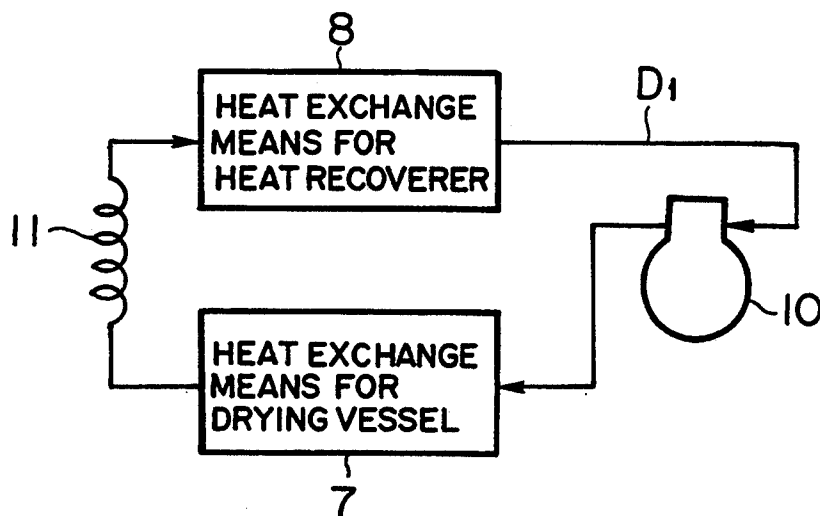 8
HEAT EXCHANGE
MEANS FOR
HEAT RECOVERER
D1
11
10
HEAT EXCHANGE
MEANS FOR
DRYING VESSEL
7